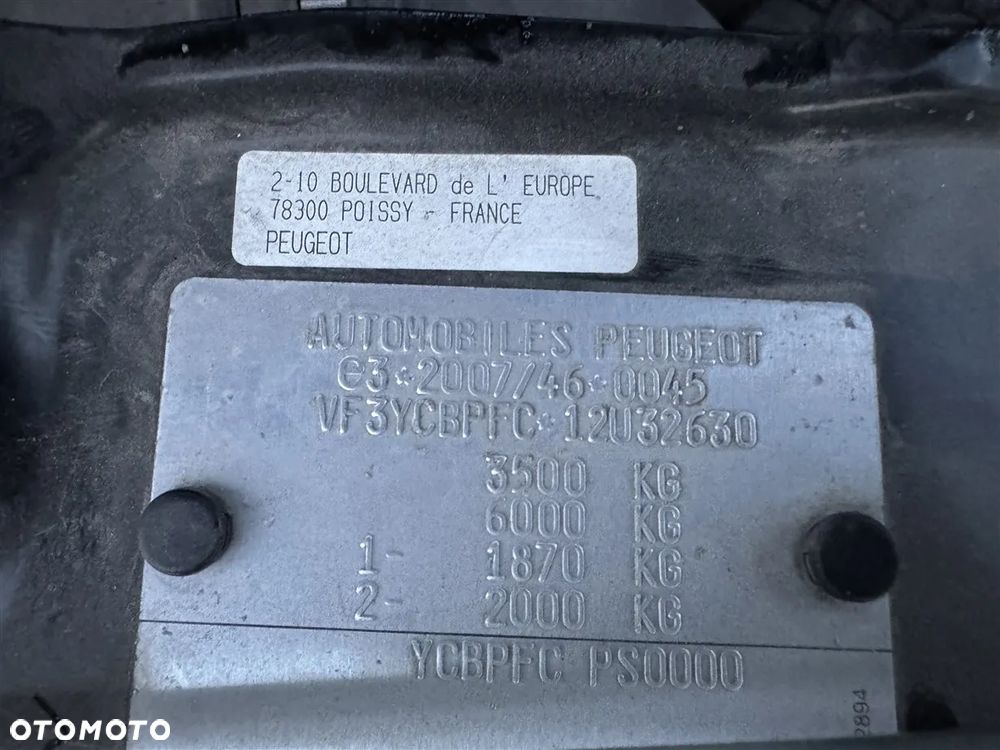 2-10 BOULEVARD de L' EUROPE
78300 POISSY - FRANCE
PEUGEOT
AUTOMOBILES PEUGEOT
e3*2007/46*0045
VF3YCBPFC*12U32630
3500 KG
6000 KG
1- 1870 KG
2- 2000 KG
YCBPFC PS0000
2894
OTOMOTO